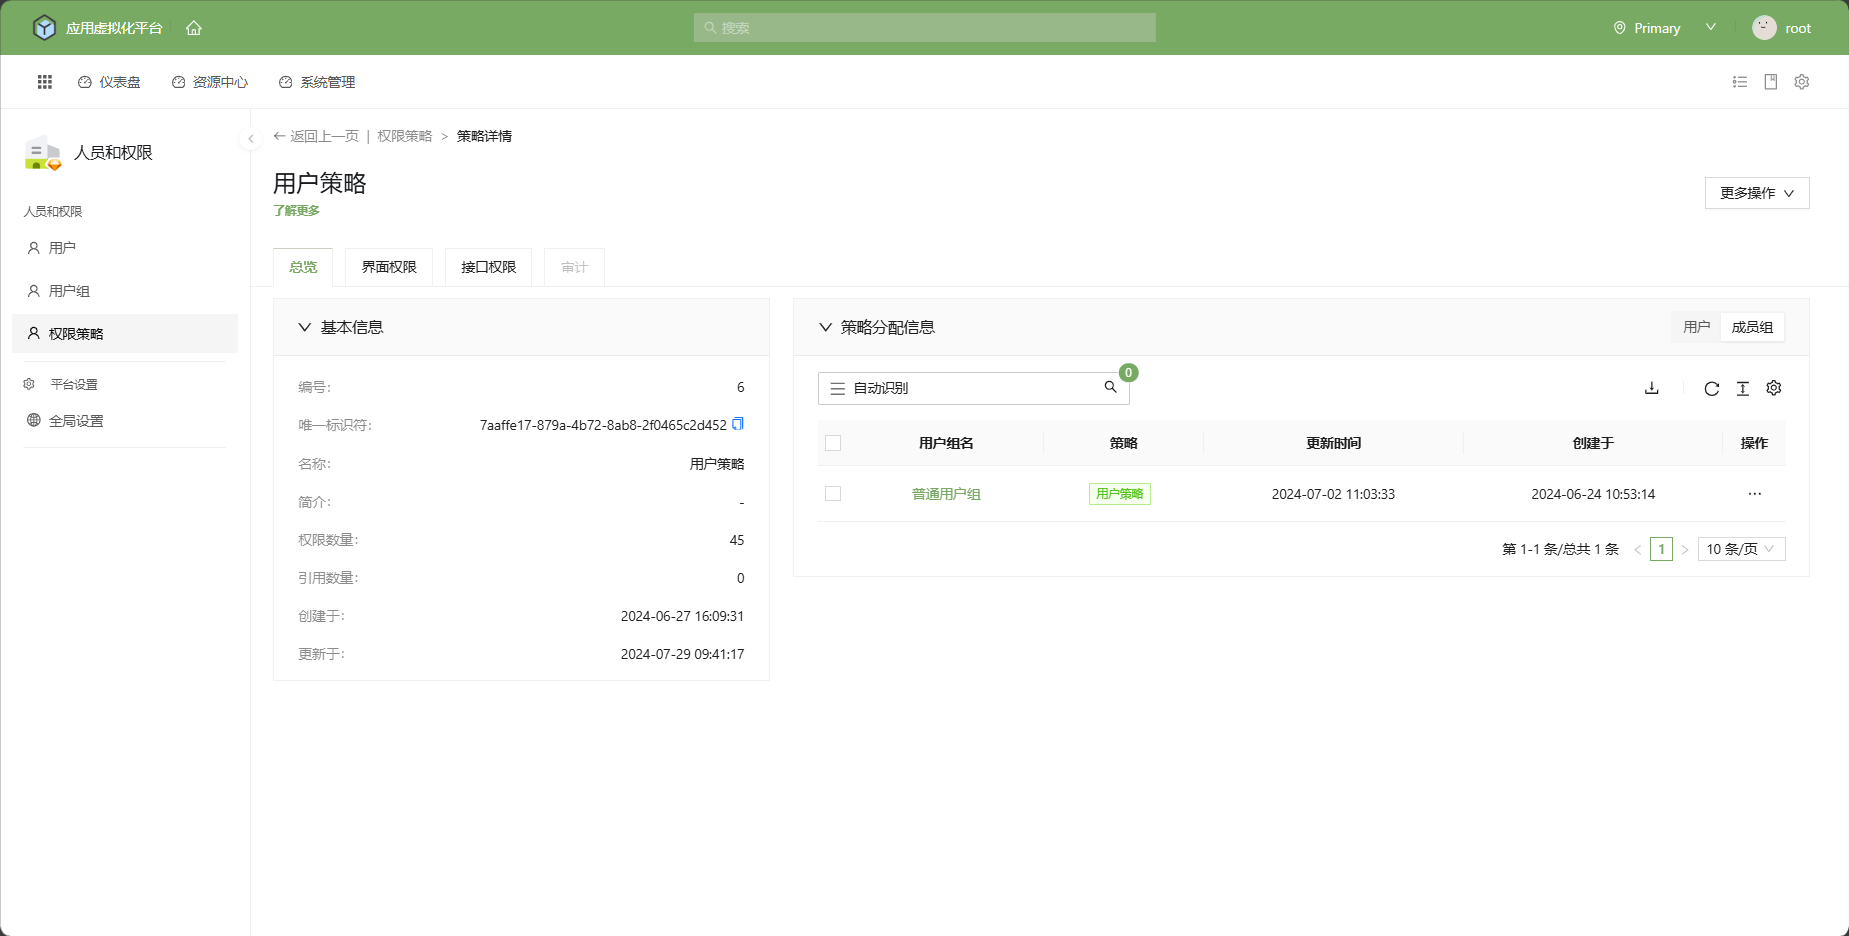 应用虚拟化平台
搜索
Primary
root
仪表盘
资源中心
系统管理
人员和权限
人员和权限
用户
用户组
权限策略
平台设置
全局设置
返回上一页 | 权限策略 > 策略详情
用户策略
了解更多
更多操作
总览
界面权限
接口权限
审计
基本信息
编号: 6
唯一标识符: 7aaffe17-879a-4b72-8ab8-2f0465c2d452
名称: 用户策略
简介: -
权限数量: 45
引用数量: 0
创建于: 2024-06-27 16:09:31
更新于: 2024-07-29 09:41:17
策略分配信息
用户
成员组
自动识别
0
用户组名 策略 更新时间 创建于 操作
普通用户组 用户策略 2024-07-02 11:03:33 2024-06-24 10:53:14 ···
第 1-1 条/总共 1 条 < 1 > 10 条/页